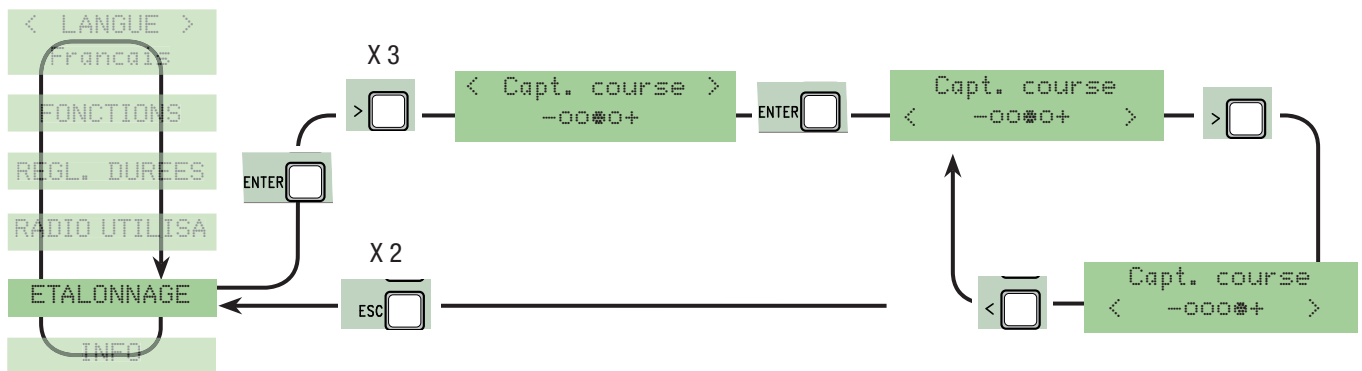 < LANGUE >
Francais
FONCTIONS
REGL. DUREES
RADIO UTILISA
ETALONNAGE
INFO
ENTER
X 3
>
< Capt. course >
-oo●o+
ENTER
Capt. course
< -oo●o+ >
>
Capt. course
< -ooo●+ >
<
X 2
ESC